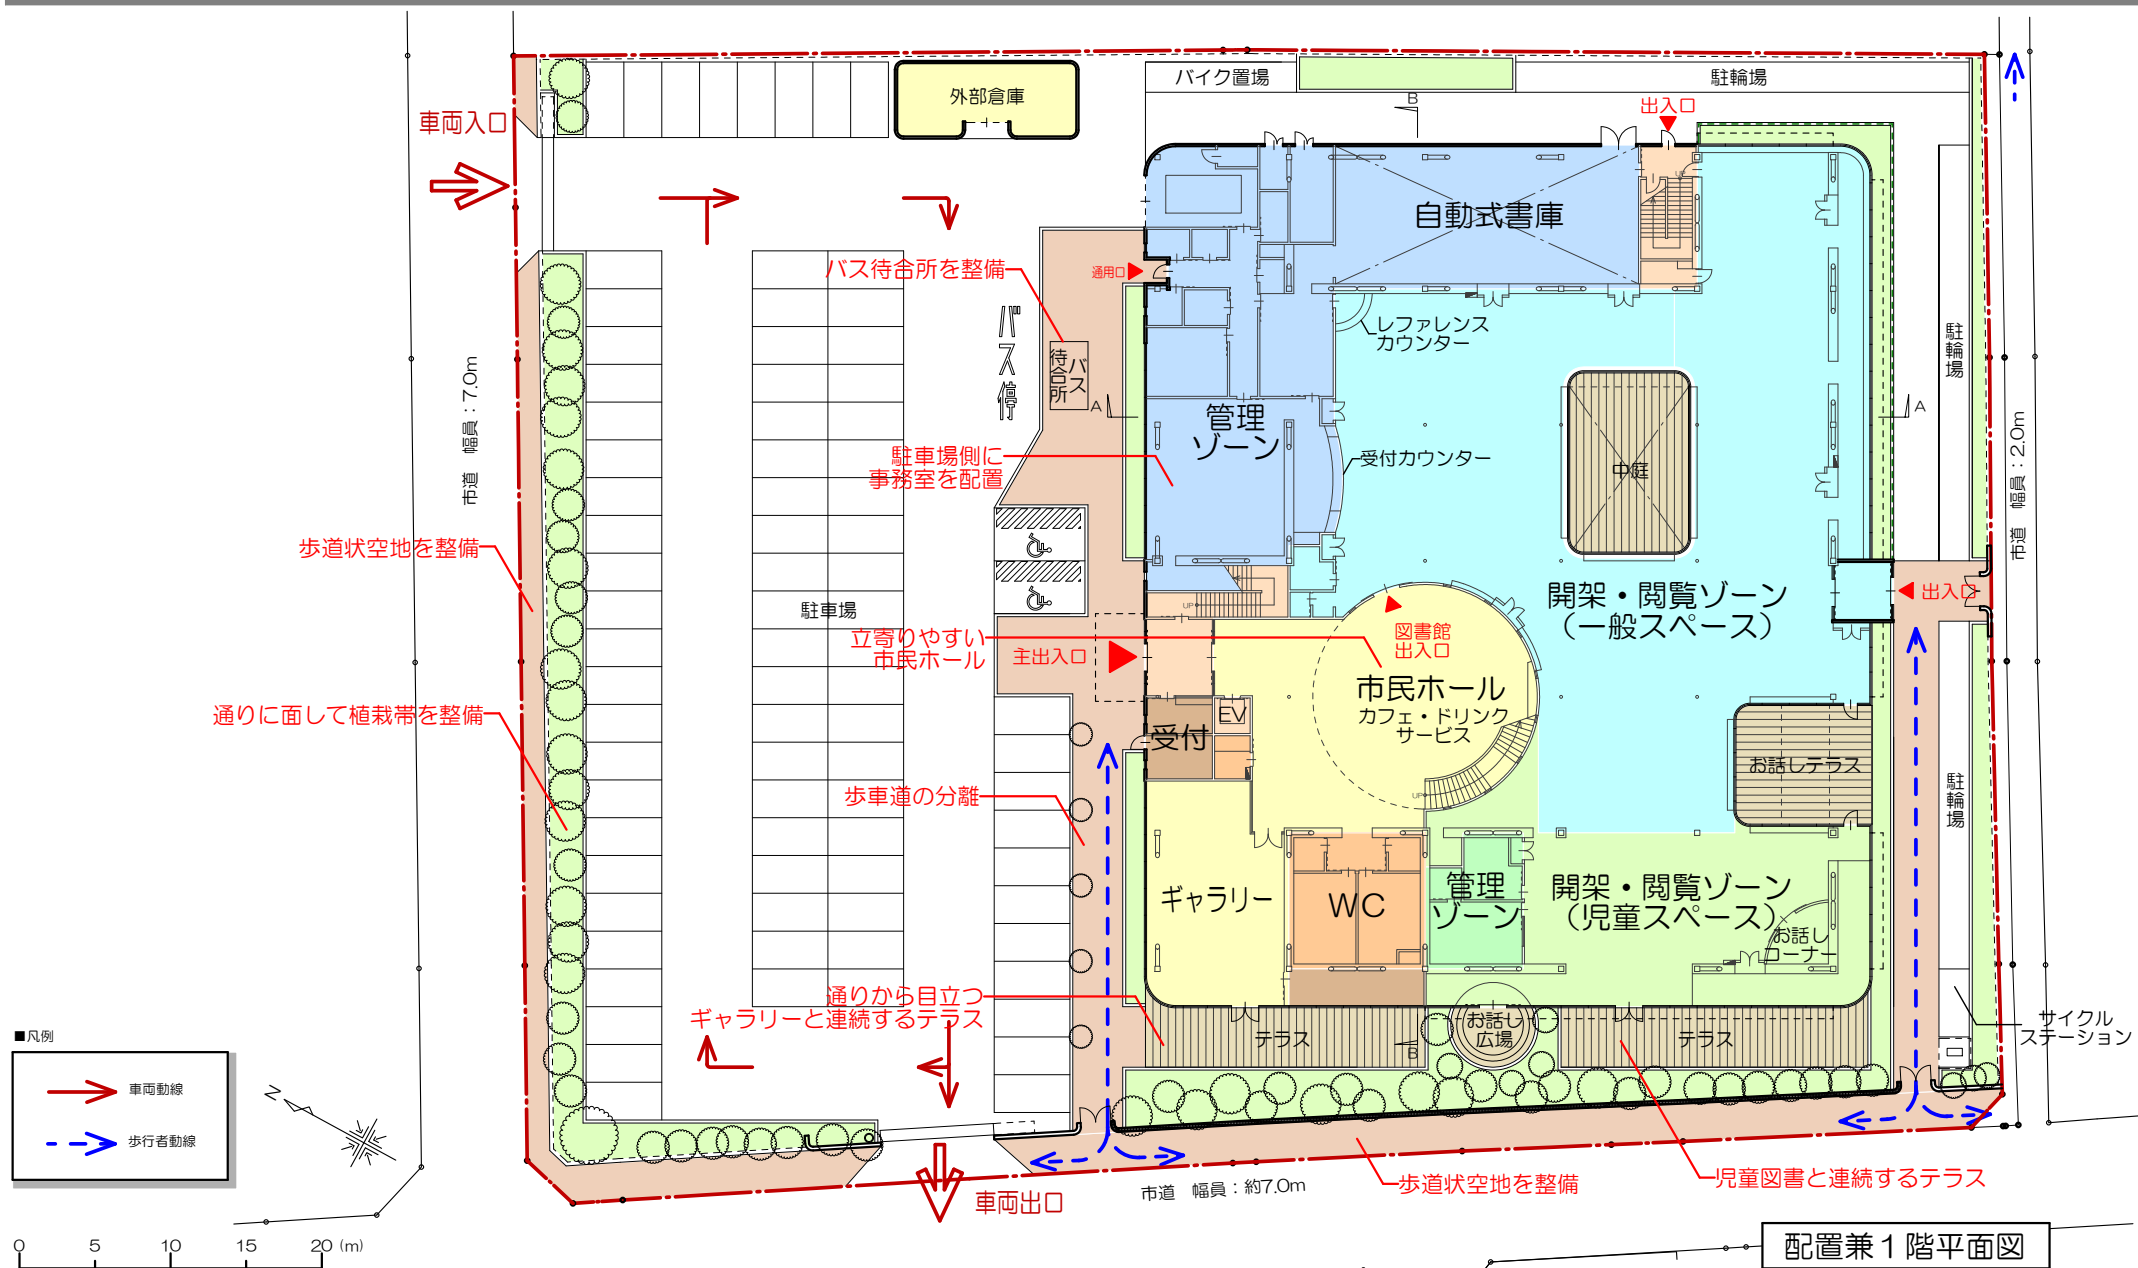 バイク置場
駐輪場
外部倉庫
B
出入口
車両入口
自動式書庫
UP
バス待合所を整備
通用口
バス停
レファレンス
カウンター
駐輪場
バス
待合所
市道 幅員：7.0m
A
A
管理
ゾーン
市道 幅員：2.0m
駐車場側に
事務室を配置
受付カウンター
中庭
歩道状空地を整備
駐車場
UP
開架・閲覧ゾーン
（一般スペース）
出入口
立寄りやすい
市民ホール
主出入口
図書館
出入口
市民ホール
カフェ・ドリンク
サービス
通りに面して植栽帯を整備
EV
受付
お話しテラス
歩車道の分離
UP
駐輪場
ギャラリー
WC
管理
ゾーン
開架・閲覧ゾーン
（児童スペース）
お話し
コーナー
通りから目立つ
ギャラリーと連続するテラス
テラス
お話し
広場
テラス
B
サイクル
ステーション
■凡例
車両動線
歩行者動線
N
車両出口
市道 幅員：約7.0m
歩道状空地を整備
児童図書と連続するテラス
0 5 10 15 20 (m)
配置兼1階平面図